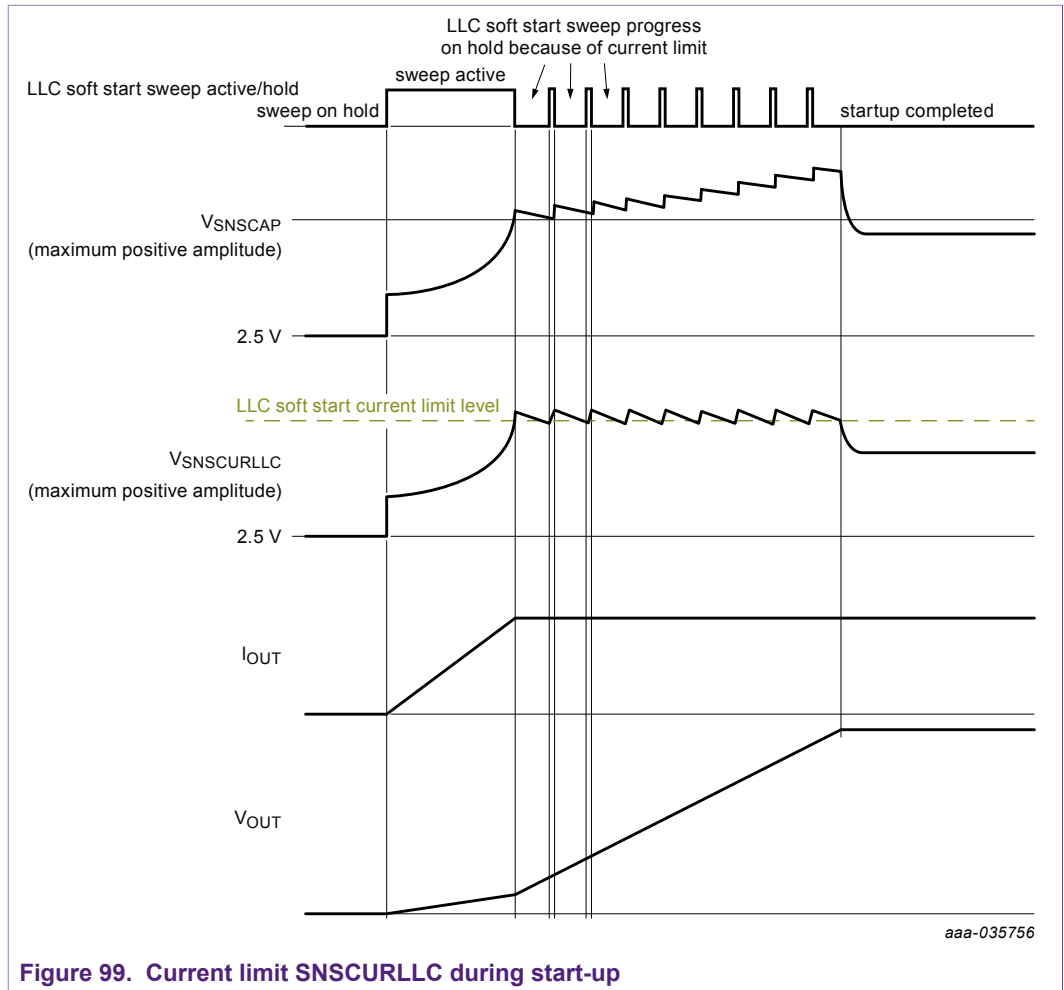 LLC soft start sweep progress
on hold because of current limit
sweep active
LLC soft start sweep active/hold
sweep on hold
startup completed
VSNSCAP
(maximum positive amplitude)
2.5 V
LLC soft start current limit level
VSNSCURLLC
(maximum positive amplitude)
2.5 V
IOUT
VOUT
aaa-035756
Figure 99. Current limit SNSCURLLC during start-up